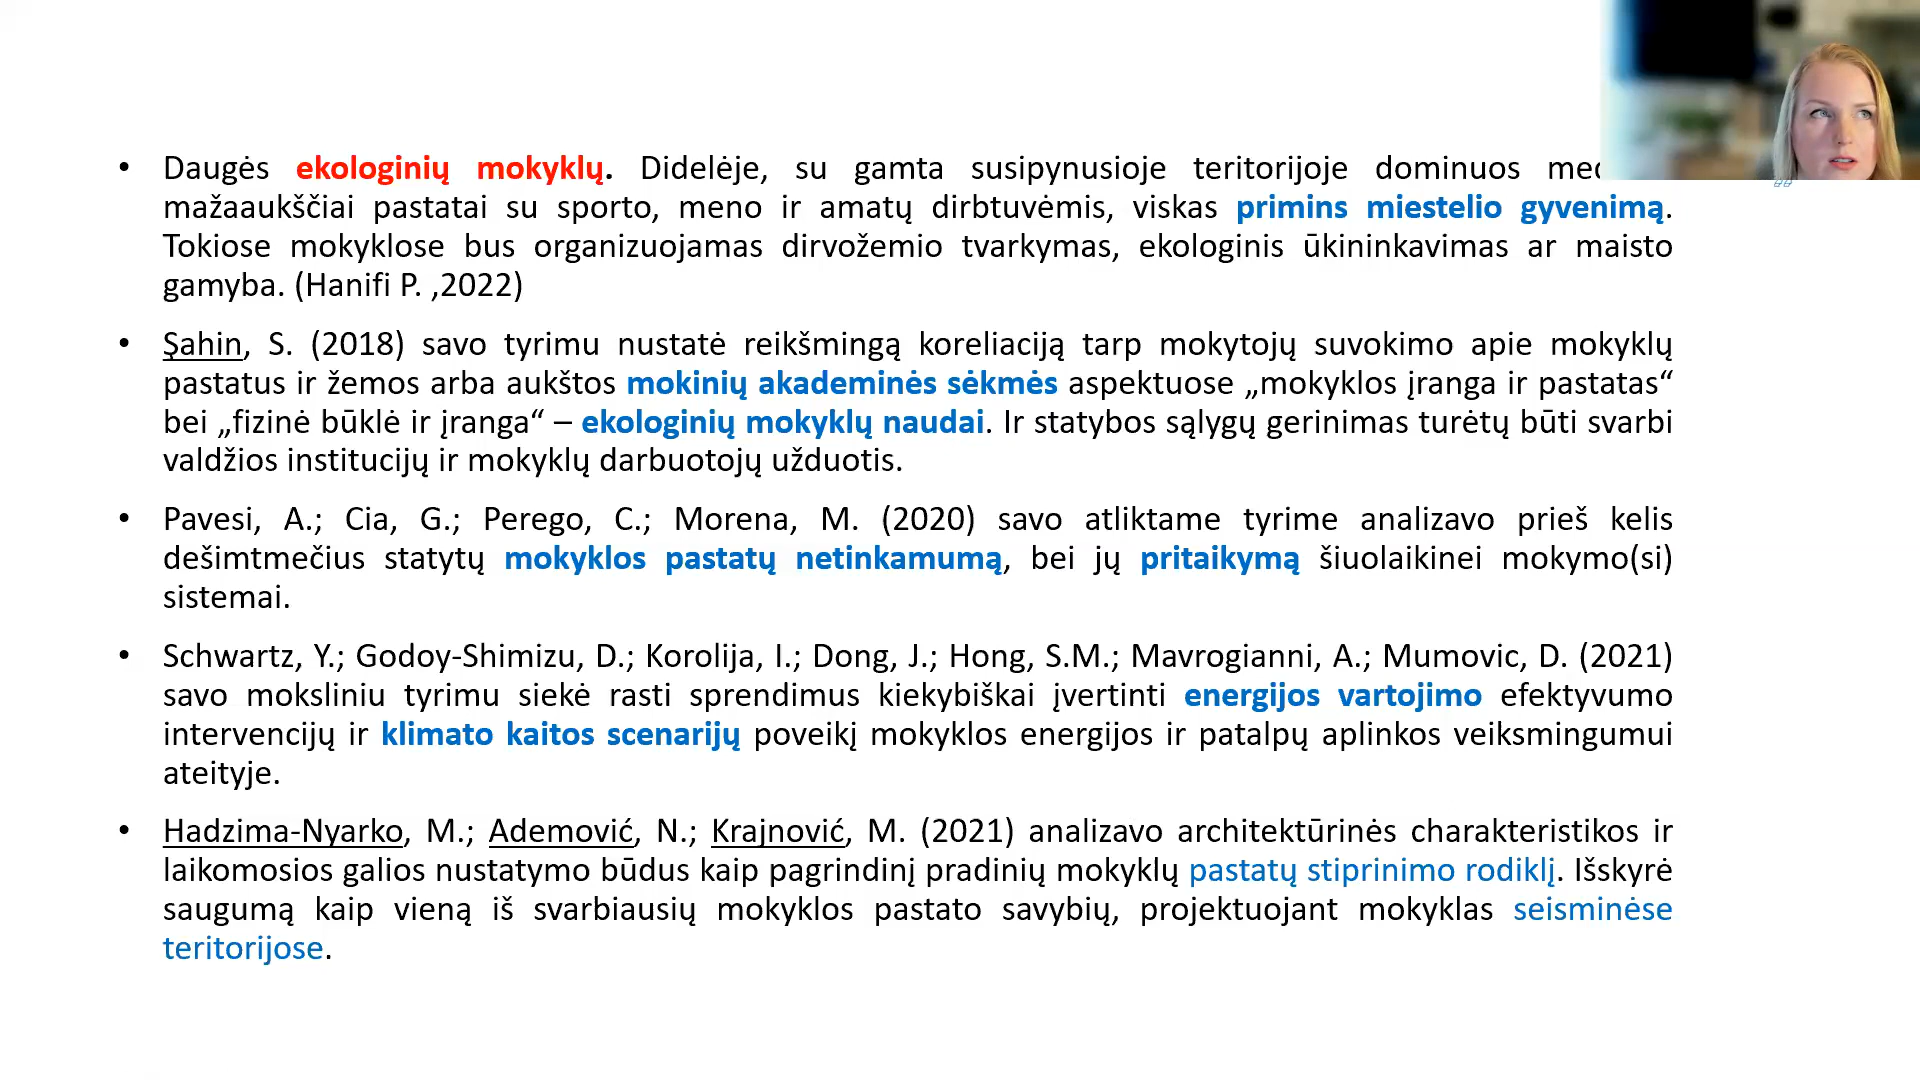 • Daugės ekologinių mokyklų. Didelėje, su gamta susipynusioje teritorijoje dominuos
mažaaukščiai pastatai su sporto, meno ir amatų dirbtuvėmis, viskas primins miestelio gyvenimą.
Tokiose mokyklose bus organizuojamas dirvožemio tvarkymas, ekologinis ūkininkavimas ar maisto
gamyba. (Hanifi P. ,2022)
• Şahin, S. (2018) savo tyrimu nustatė reikšmingą koreliaciją tarp mokytojų suvokimo apie mokyklų
pastatus ir žemos arba aukštos mokinių akademinės sėkmės aspektuose „mokyklos įranga ir pastatas“
bei „fizinė būklė ir įranga“ – ekologinių mokyklų naudai. Ir statybos sąlygų gerinimas turėtų būti svarbi
valdžios institucijų ir mokyklų darbuotojų užduotis.
• Pavesi, A.; Cia, G.; Perego, C.; Morena, M. (2020) savo atliktame tyrime analizavo prieš kelis
dešimtmečius statytų mokyklos pastatų netinkamumą, bei jų pritaikymą šiuolaikinei mokymo(si)
sistemai.
• Schwartz, Y.; Godoy-Shimizu, D.; Korolija, I.; Dong, J.; Hong, S.M.; Mavrogianni, A.; Mumovic, D. (2021)
savo moksliniu tyrimu siekė rasti sprendimus kiekybiškai įvertinti energijos vartojimo efektyvumo
intervencijų ir klimato kaitos scenarijų poveikį mokyklos energijos ir patalpų aplinkos veiksmingumui
ateityje.
• Hadzima-Nyarko, M.; Ademović, N.; Krajnović, M. (2021) analizavo architektūrinės charakteristikos ir
laikomosios galios nustatymo būdus kaip pagrindinį pradinių mokyklų pastatų stiprinimo rodiklį. Išskyrė
saugumą kaip vieną iš svarbiausių mokyklos pastato savybių, projektuojant mokyklas seisminėse
teritorijose.